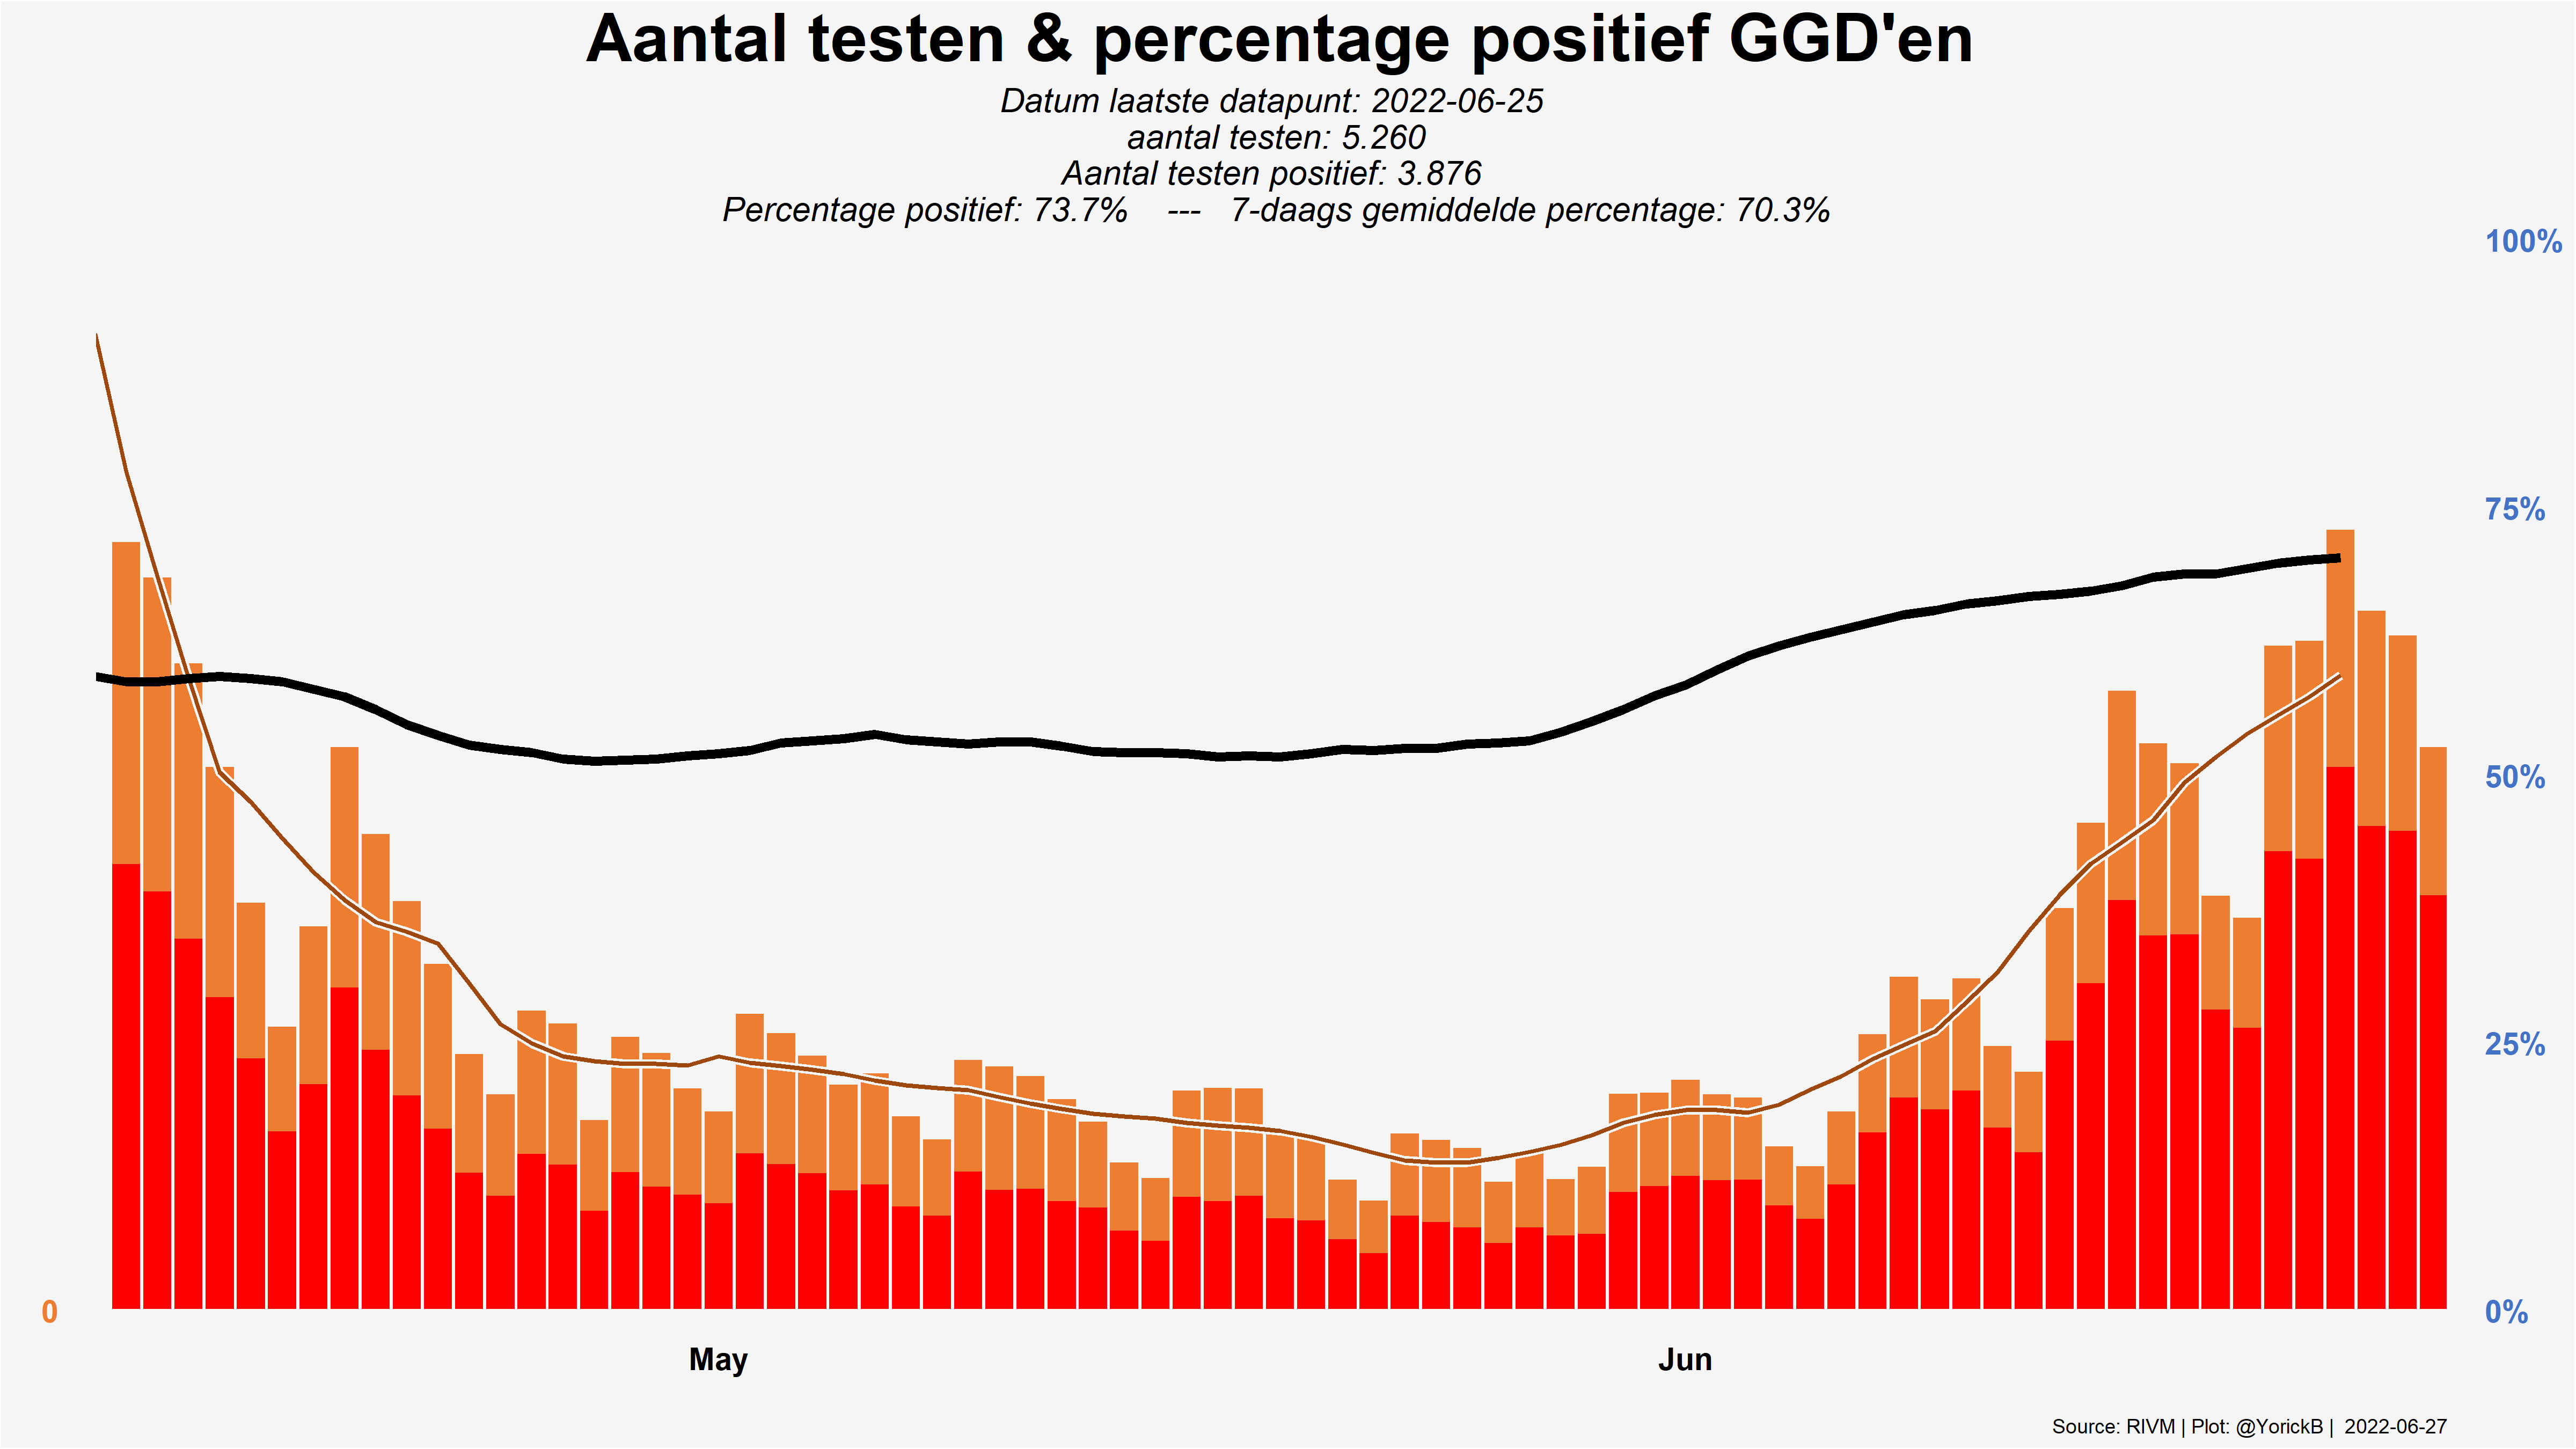 Aantal testen & percentage positief GGD'en
Datum laatste datapunt: 2022-06-25
aantal testen: 5.260
Aantal testen positief: 3.876
Percentage positief: 73.7% --- 7-daags gemiddelde percentage: 70.3%
100%
75%
50%
25%
0 0%
May Jun
Source: RIVM | Plot: @YorickB | 2022-06-27